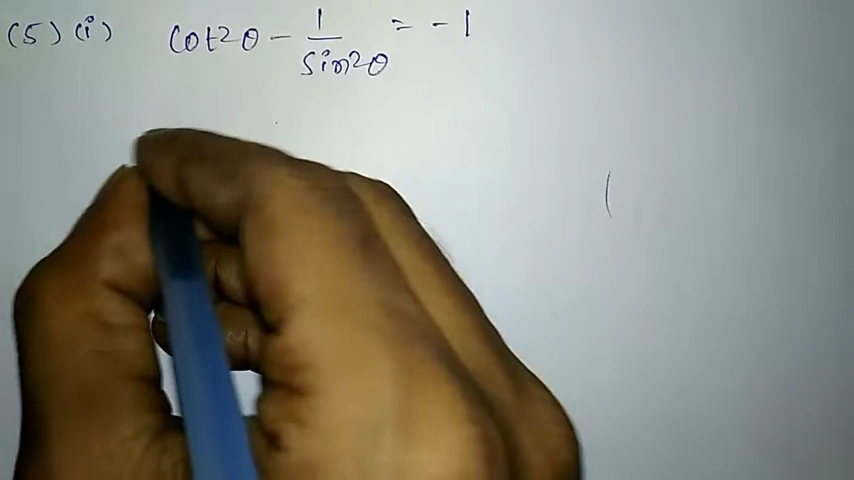 (5) (i) cot2θ - 1/sin2θ = -1
(